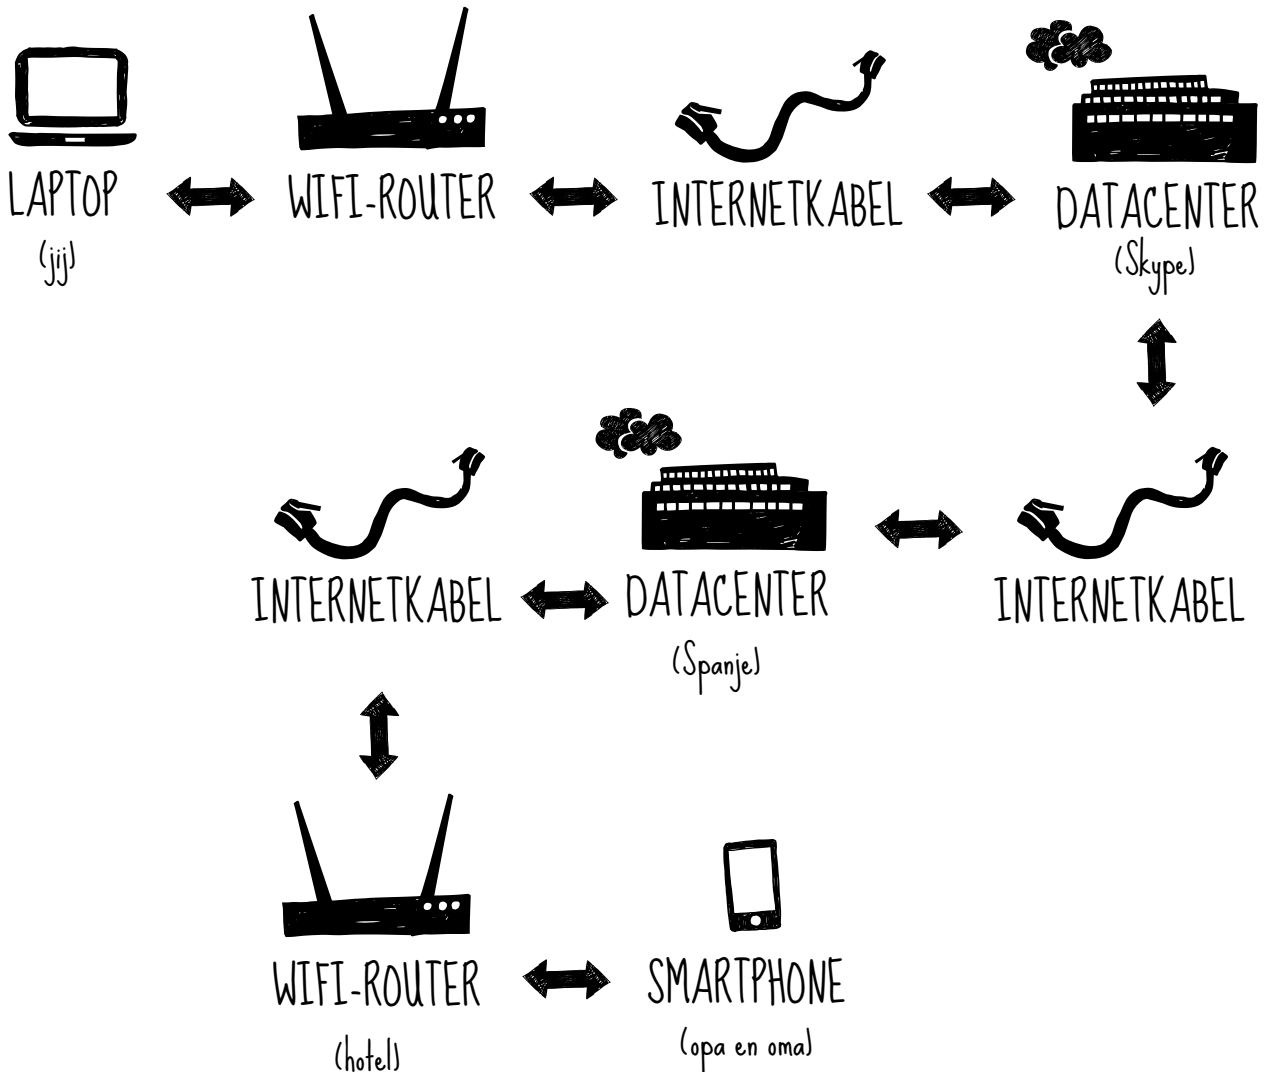 LAPTOP
(jij)
WIFI-ROUTER
INTERNETKABEL
DATACENTER
(Skype)
INTERNETKABEL
DATACENTER
(Spanje)
INTERNETKABEL
WIFI-ROUTER
(hotel)
SMARTPHONE
(opa en oma)